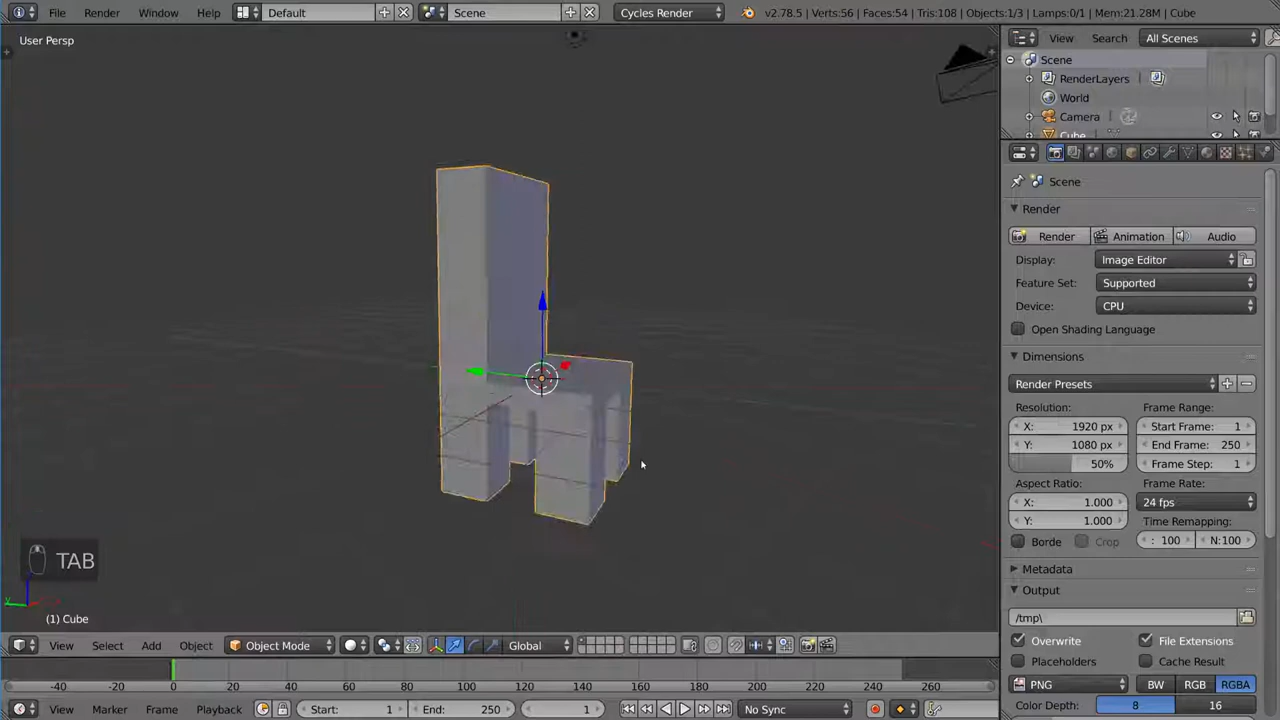 File Render Window Help Default Scene Cycles Render v2.78.5 | Verts:56 | Faces:54 | Tris:108 | Objects:1/3 | Lamps:0/1 | Mem:21.28M | Cube
User Persp
View Search All Scenes
Scene
RenderLayers
World
Camera
Cube
Scene
Render
Render Animation Audio
Display: Image Editor
Feature Set: Supported
Device: CPU
Open Shading Language
Dimensions
Render Presets
Resolution: Frame Range:
X: 1920 px Start Frame: 1
Y: 1080 px End Frame: 250
50% Frame Step: 1
Aspect Ratio: Frame Rate:
X: 1.000 24 fps
Y: 1.000 Time Remapping:
Borde Crop : 100 N:100
Metadata
Output
/tmp\
Overwrite File Extensions
Placeholders Cache Result
PNG BW RGB RGBA
Color Depth: 8 16
TAB
y
(1) Cube
View Select Add Object Object Mode Global
-40 -20 0 20 40 60 80 100 120 140 160 180 200 220 240 260
View Marker Frame Playback Start: 1 End: 250 1 No Sync